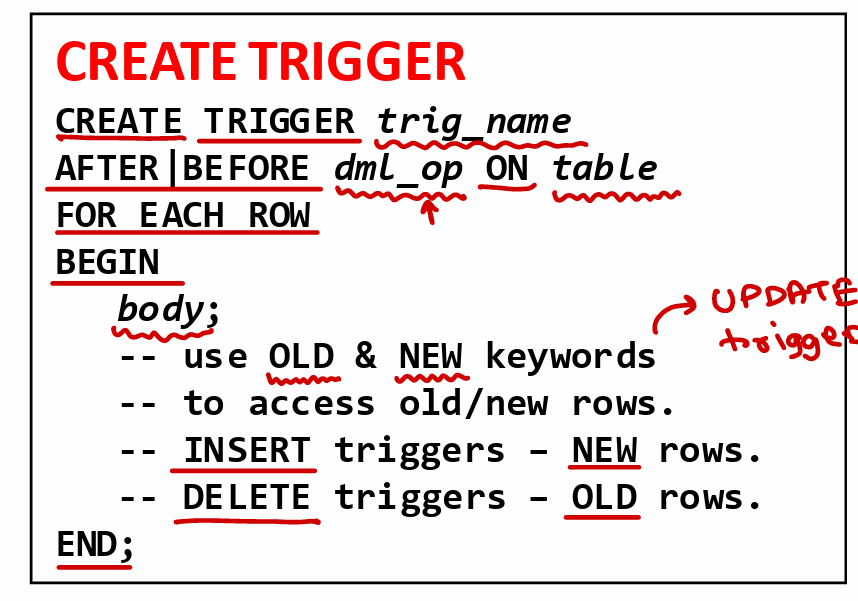 CREATE TRIGGER
CREATE TRIGGER trig_name
AFTER|BEFORE dml_op ON table
FOR EACH ROW
BEGIN
body;
UPDATE
trigger
-- use OLD & NEW keywords
-- to access old/new rows.
-- INSERT triggers – NEW rows.
-- DELETE triggers – OLD rows.
END;